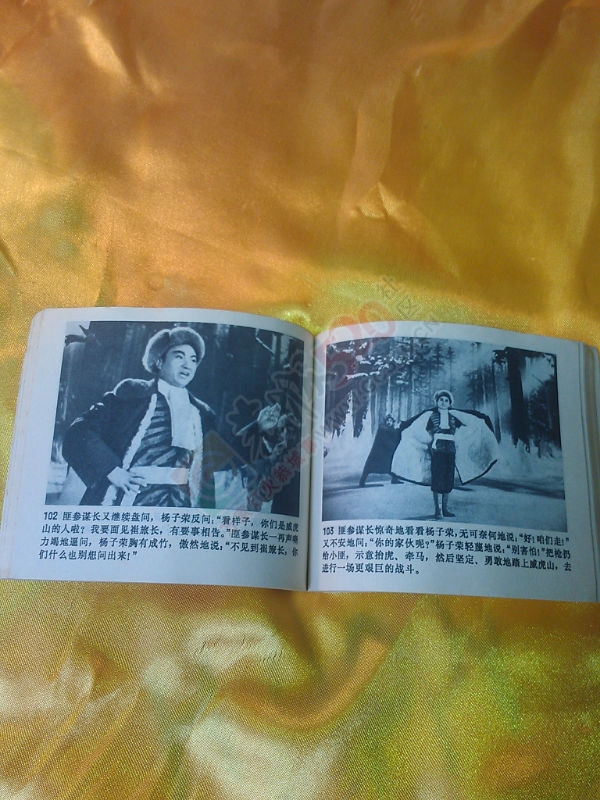 102 匪参谋长又继续盘问，杨子荣反问：“看样子，你们是威虎
山的人啦？我要面见崔旅长，有要事相告。”匪参谋长一再声嘶
力竭地逼问，杨子荣胸有成竹，傲然地说：“不见到崔旅长，你
们什么也别想问出来！”
103 匪参谋长惊奇地看看杨子荣，无可奈何地说：“好！咱们走！”
又不安地问：“你的家伙呢？”杨子荣轻蔑地说：“别害怕！”把枪扔
给小匪，示意抬虎、牵马，然后坚定、勇敢地踏上威虎山，去
进行一场更艰巨的战斗。